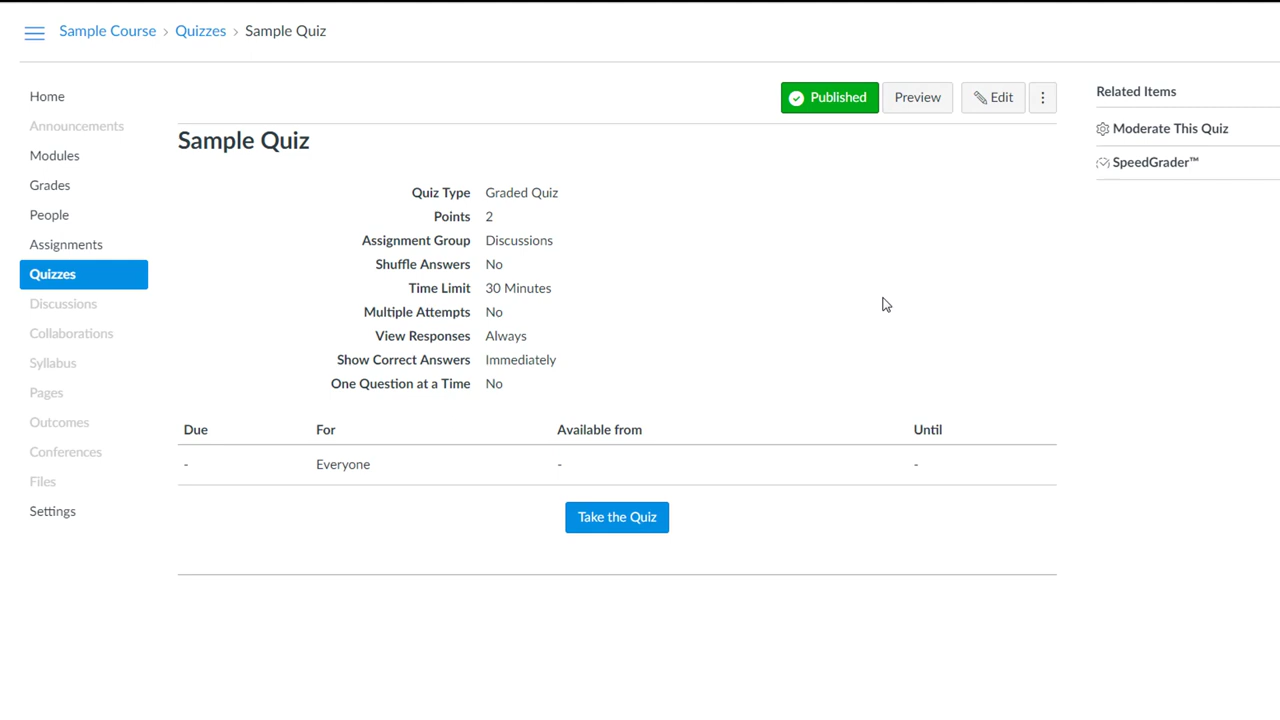 Sample Course › Quizzes › Sample Quiz
Home
Announcements
Modules
Grades
People
Assignments
Quizzes
Discussions
Collaborations
Syllabus
Pages
Outcomes
Conferences
Files
Settings
Published Preview Edit
Sample Quiz
Quiz Type Graded Quiz
Points 2
Assignment Group Discussions
Shuffle Answers No
Time Limit 30 Minutes
Multiple Attempts No
View Responses Always
Show Correct Answers Immediately
One Question at a Time No
Due For Available from Until
- Everyone - -
Take the Quiz
Related Items
Moderate This Quiz
SpeedGrader™